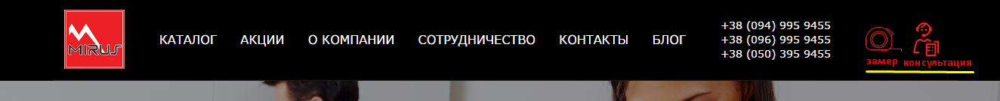 MIRUS
КАТАЛОГ АКЦИИ О КОМПАНИИ СОТРУДНИЧЕСТВО КОНТАКТЫ БЛОГ
+38 (094) 995 9455
+38 (096) 995 9455
+38 (050) 395 9455
замер консультация